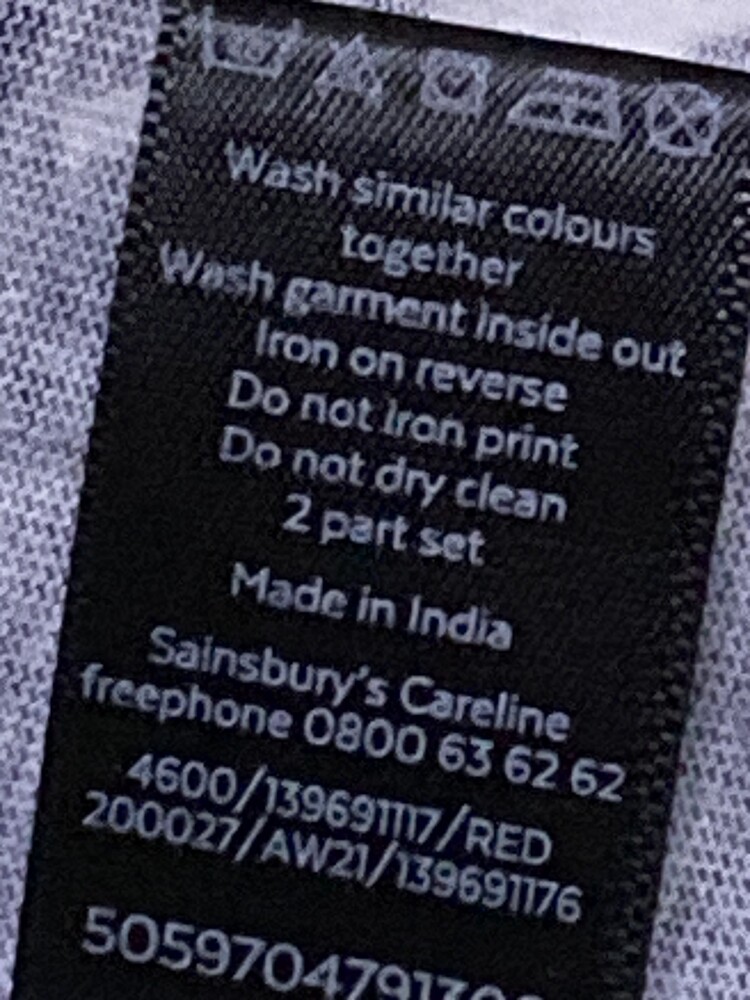 Wash similar colours
together
Wash garment inside out
Iron on reverse
Do not iron print
Do not dry clean
2 part set
Made in India
Sainsbury's Careline
freephone 0800 63 62 62
4600/139691117/RED
200027/AW21/139691176